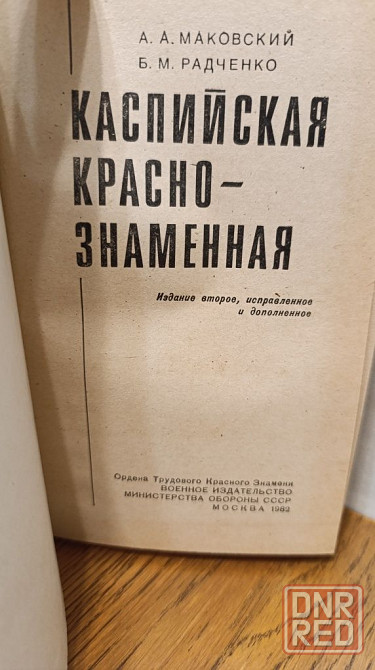 А. А. МАКОВСКИЙ
Б. М. РАДЧЕНКО
КАСПИЙСКАЯ
КРАСНО-
ЗНАМЕННАЯ
Издание второе, исправленное
и дополненное
Ордена Трудового Красного Знамени
ВОЕННОЕ ИЗДАТЕЛЬСТВО
МИНИСТЕРСТВА ОБОРОНЫ СССР
МОСКВА 1982
DNR
RED